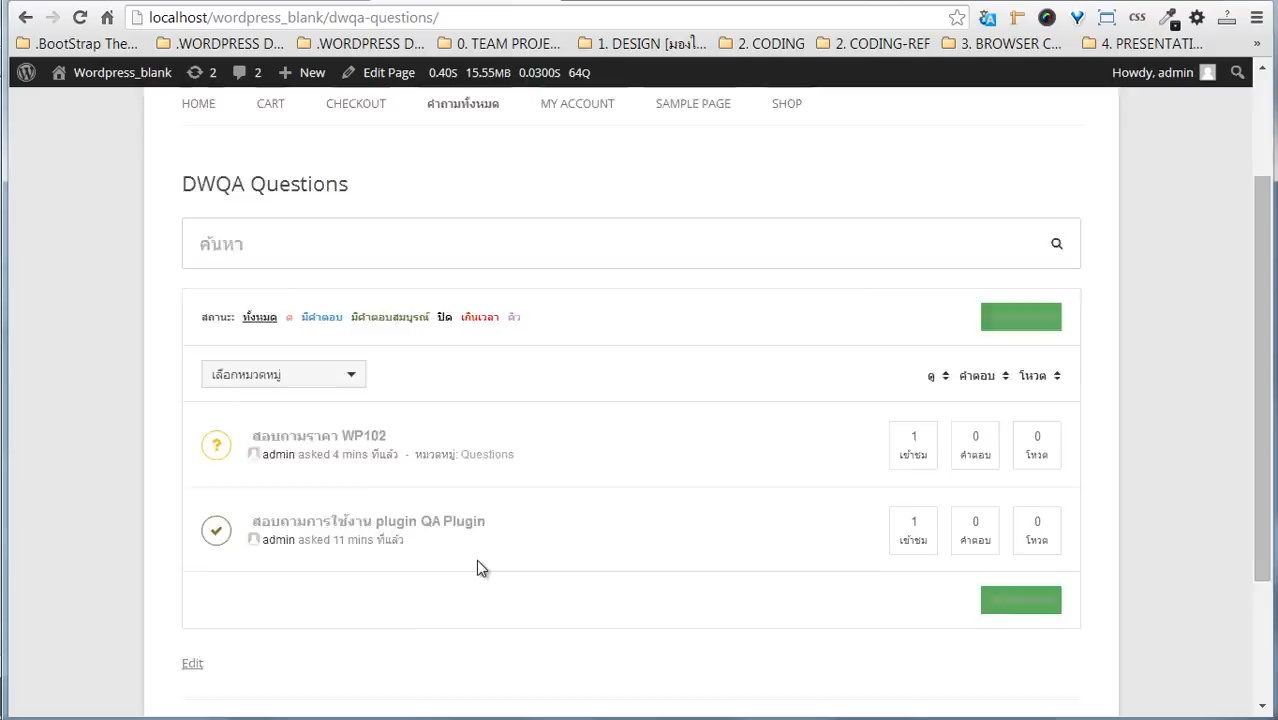 localhost/wordpress_blank/dwqa-questions/
.BootStrap The... .WORDPRESS D... .WORDPRESS D... 0. TEAM PROJE... 1. DESIGN [มองไ... 2. CODING 2. CODING-REF 3. BROWSER C... 4. PRESENTATI... »
Wordpress_blank 2 2 New Edit Page 0.40S 15.55MB 0.0300S 64Q Howdy, admin
HOME CART CHECKOUT คำถามทั้งหมด MY ACCOUNT SAMPLE PAGE SHOP
DWQA Questions
ค้นหา
สถานะ: ทั้งหมด ด มีคำตอบ มีคำตอบสมบูรณ์ ปิด เกินเวลา ติว
เลือกหมวดหมู่ ดู คำตอบ โหวต
สอบถามราคา WP102 1 0 0
admin asked 4 mins ที่แล้ว - หมวดหมู่: Questions เข้าชม คำตอบ โหวต
สอบถามการใช้งาน plugin QA Plugin 1 0 0
admin asked 11 mins ที่แล้ว เข้าชม คำตอบ โหวต
Edit